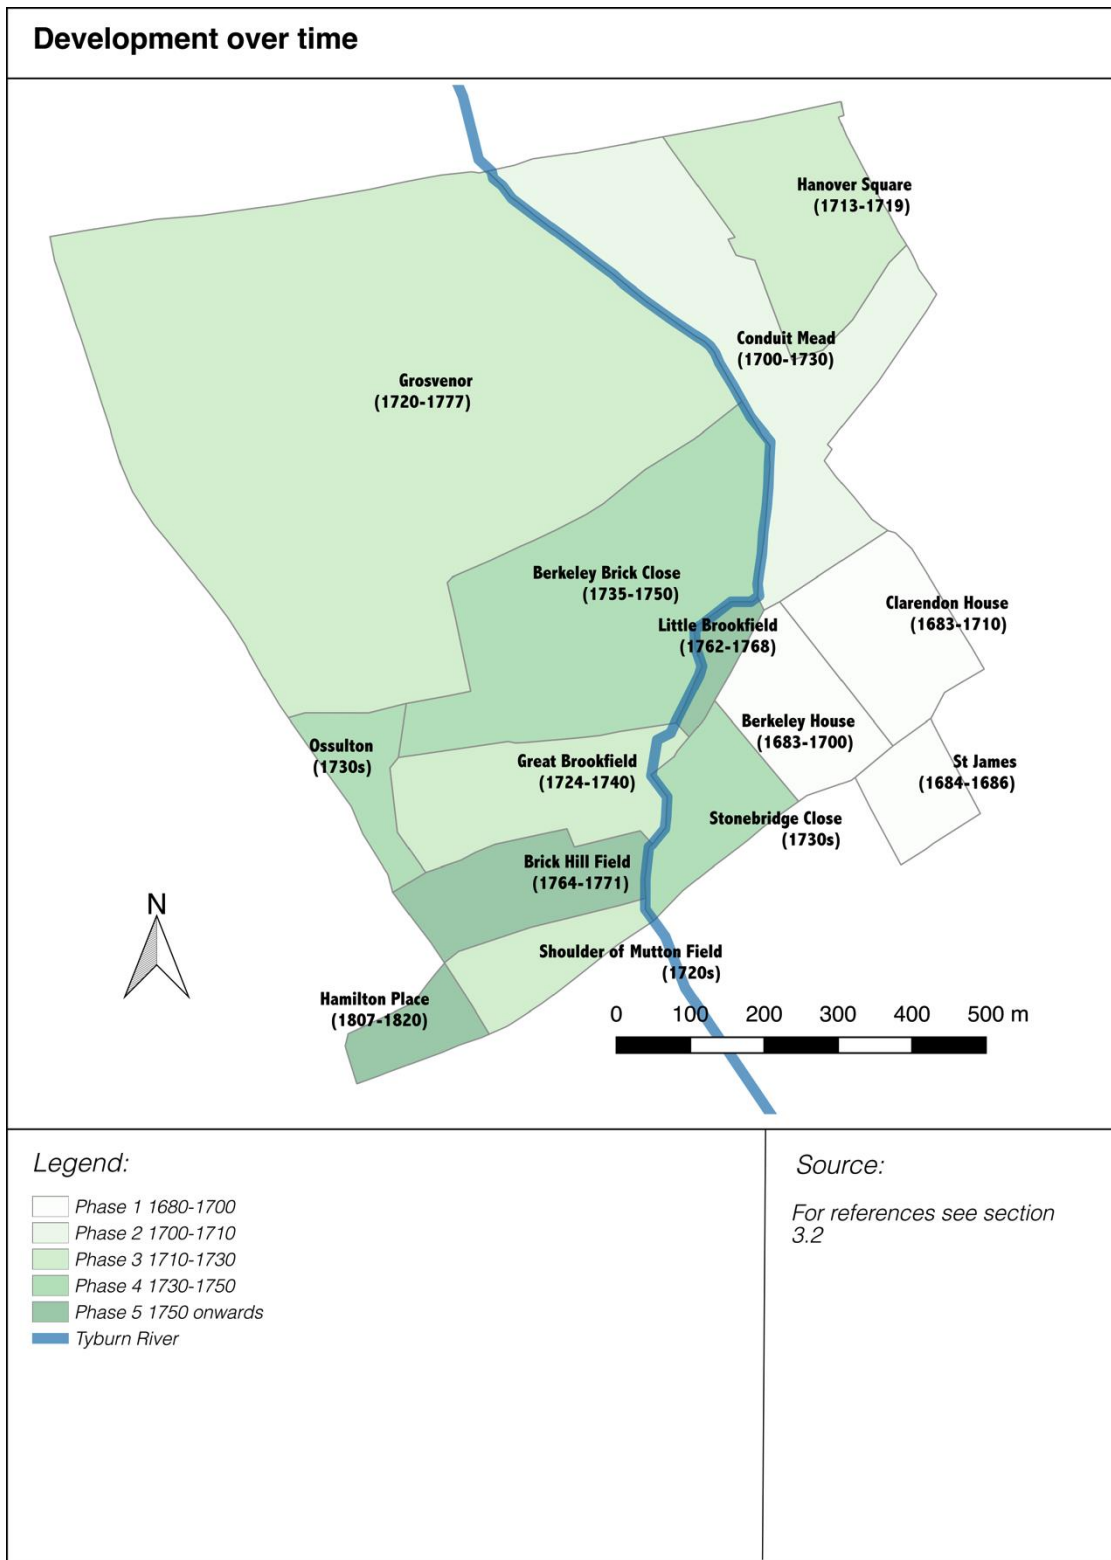 Development over time
Hanover Square
(1713-1719)
Conduit Mead
(1700-1730)
Grosvenor
(1720-1777)
Berkeley Brick Close
(1735-1750)
Clarendon House
(1683-1710)
Little Brookfield
(1762-1768)
Berkeley House
(1683-1700)
Ossulton
(1730s)
Great Brookfield
(1724-1740)
St James
(1684-1686)
Stonebridge Close
(1730s)
Brick Hill Field
(1764-1771)
N
Shoulder of Mutton Field
(1720s)
Hamilton Place
(1807-1820)
0 100 200 300 400 500 m
Legend:
Phase 1 1680-1700
Phase 2 1700-1710
Phase 3 1710-1730
Phase 4 1730-1750
Phase 5 1750 onwards
Tyburn River
Source:
For references see section
3.2